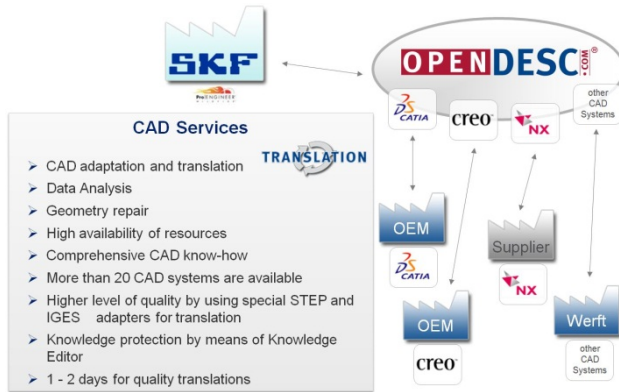 SKF
Pro/ENGINEER
OPENDESC.COM®
CATIA
creo
NX
other
CAD
Systems
CAD Services
TRANSLATION
➤ CAD adaptation and translation
➤ Data Analysis
➤ Geometry repair
➤ High availability of resources
➤ Comprehensive CAD know-how
➤ More than 20 CAD systems are available
➤ Higher level of quality by using special STEP and
IGES adapters for translation
➤ Knowledge protection by means of Knowledge
Editor
➤ 1 - 2 days for quality translations
OEM
CATIA
Supplier
NX
OEM
creo
Werft
other
CAD
Systems